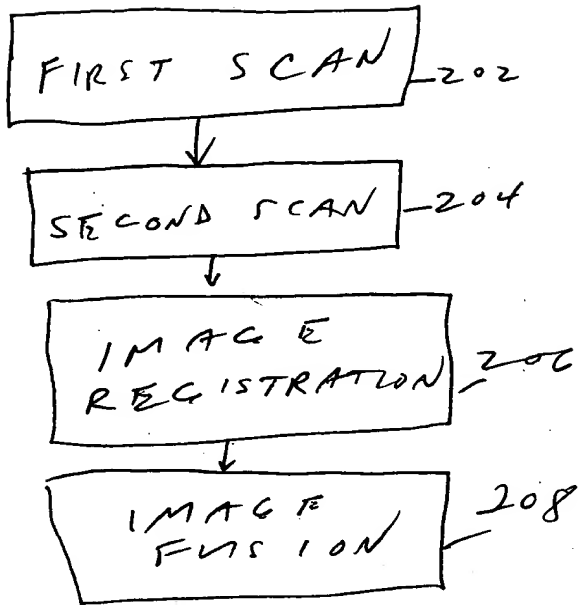 FIRST SCAN 202
SECOND SCAN 204
IMAGE
REGISTRATION 206
IMAGE 208
FUSION